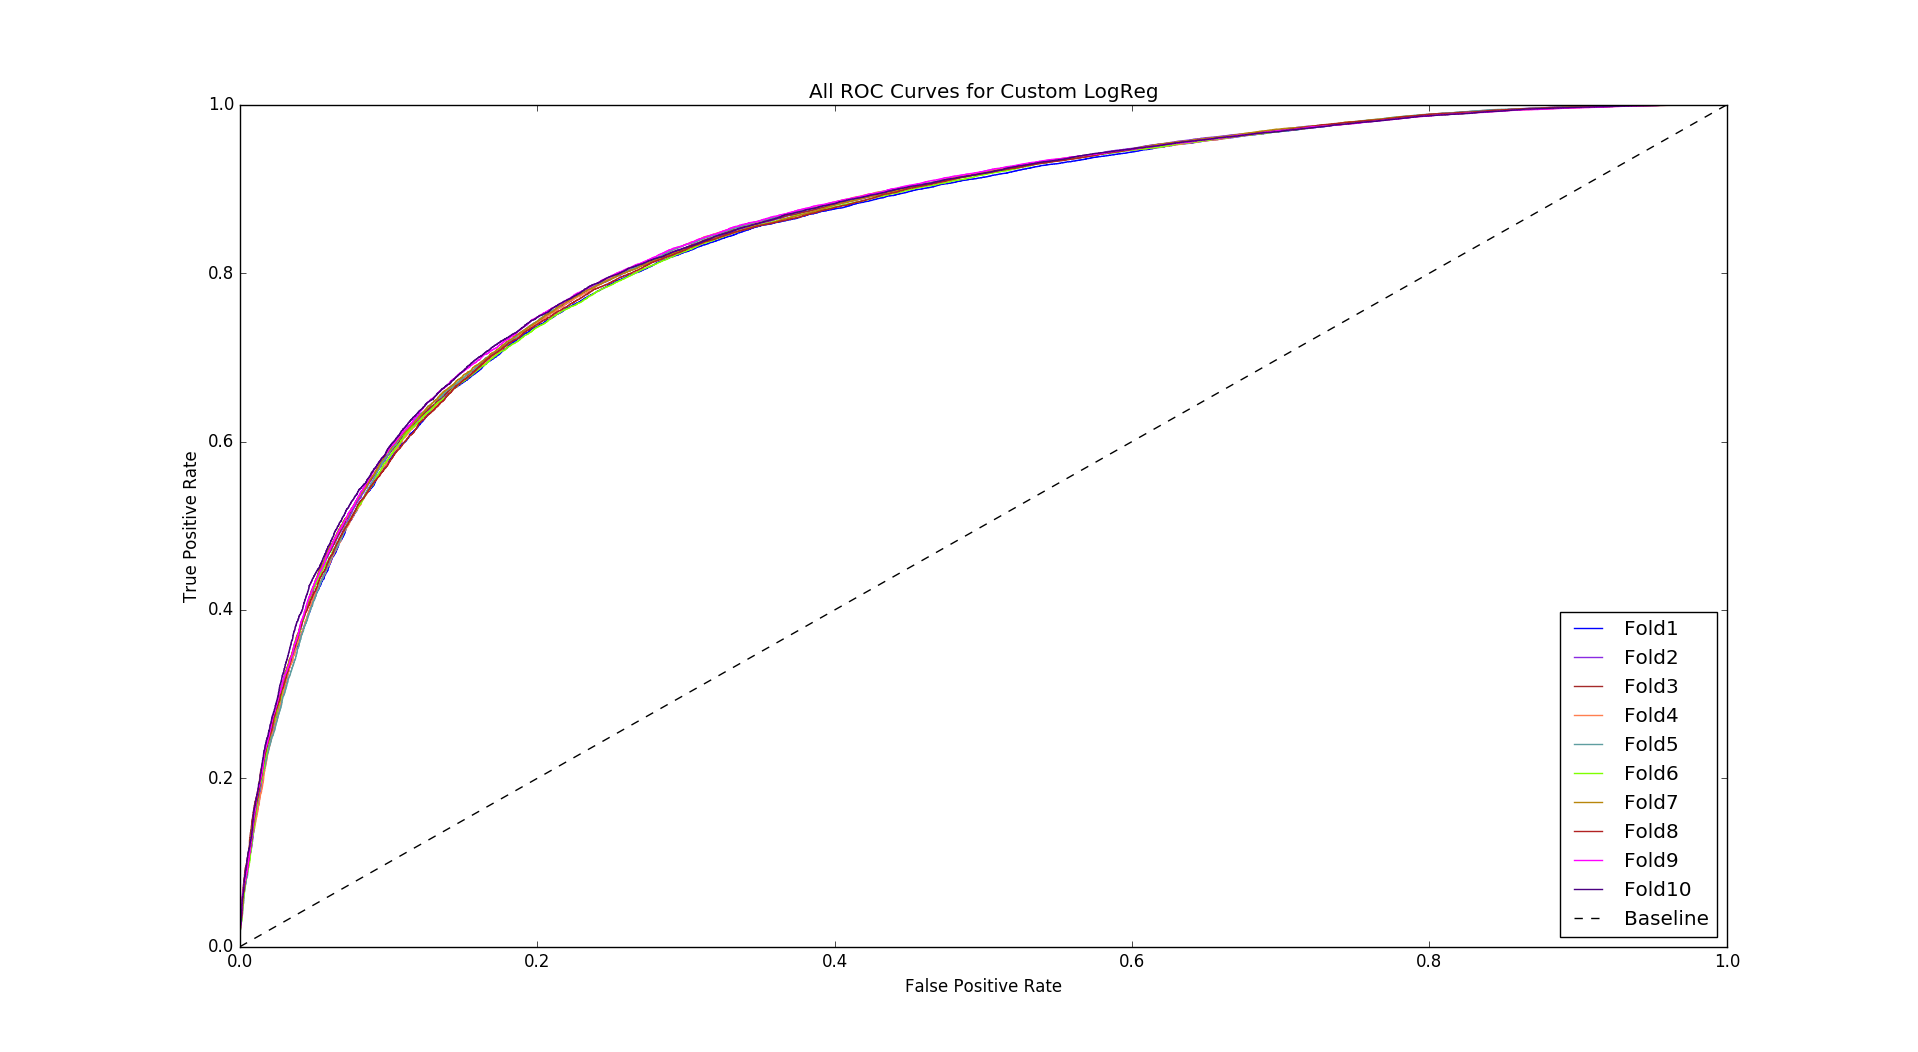 All ROC Curves for Custom LogReg
1.0
0.8
0.6
0.4
0.2
0.0
True Positive Rate
0.0 0.2 0.4 0.6 0.8 1.0
False Positive Rate
Fold1
Fold2
Fold3
Fold4
Fold5
Fold6
Fold7
Fold8
Fold9
Fold10
Baseline